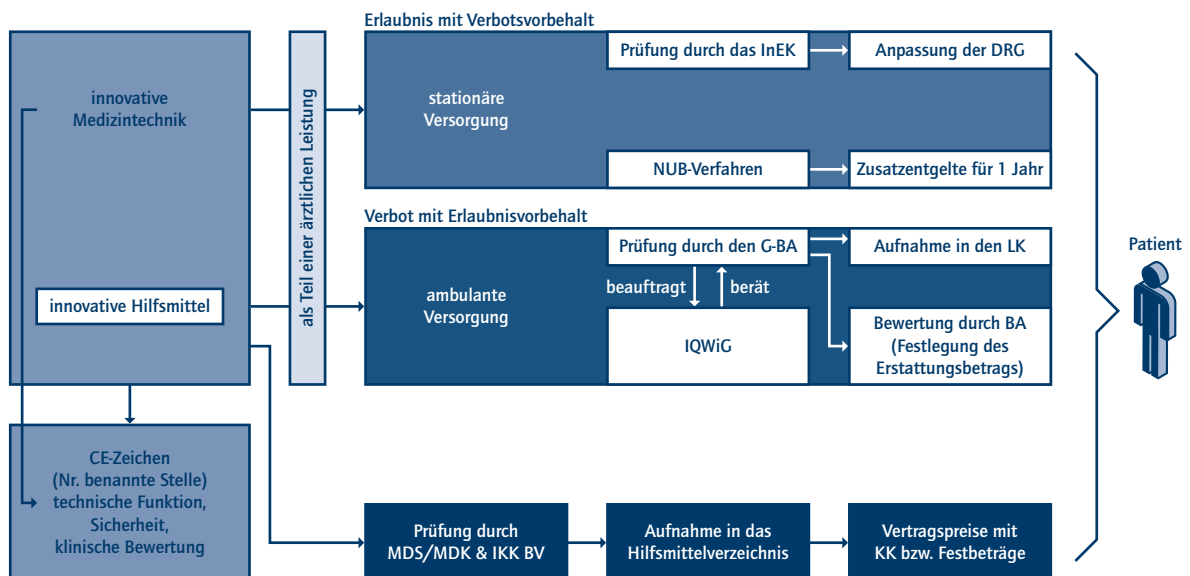 Erlaubnis mit Verbotsvorbehalt
innovative
Medizintechnik
innovative Hilfsmittel
als Teil einer ärztlichen Leistung
stationäre
Versorgung
Prüfung durch das InEK
Anpassung der DRG
NUB-Verfahren
Zusatzentgelte für 1 Jahr
Verbot mit Erlaubnisvorbehalt
ambulante
Versorgung
Prüfung durch den G-BA
Aufnahme in den LK
beauftragt
berät
IQWiG
Bewertung durch BA
(Festlegung des
Erstattungsbetrags)
Patient
CE-Zeichen
(Nr. benannte Stelle)
technische Funktion,
Sicherheit,
klinische Bewertung
Prüfung durch
MDS/MDK & IKK BV
Aufnahme in das
Hilfsmittelverzeichnis
Vertragspreise mit
KK bzw. Festbeträge